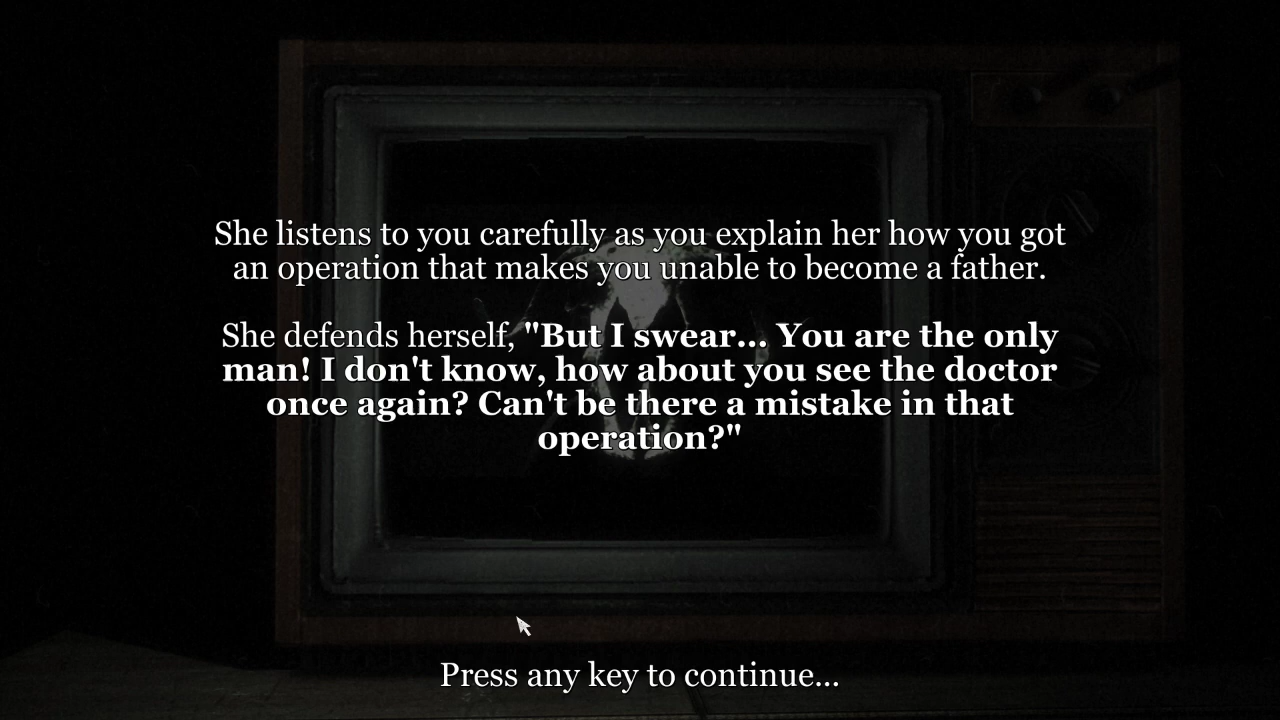 She listens to you carefully as you explain her how you got
an operation that makes you unable to become a father.
She defends herself, "But I swear... You are the only
man! I don't know, how about you see the doctor
once again? Can't be there a mistake in that
operation?"
Press any key to continue...